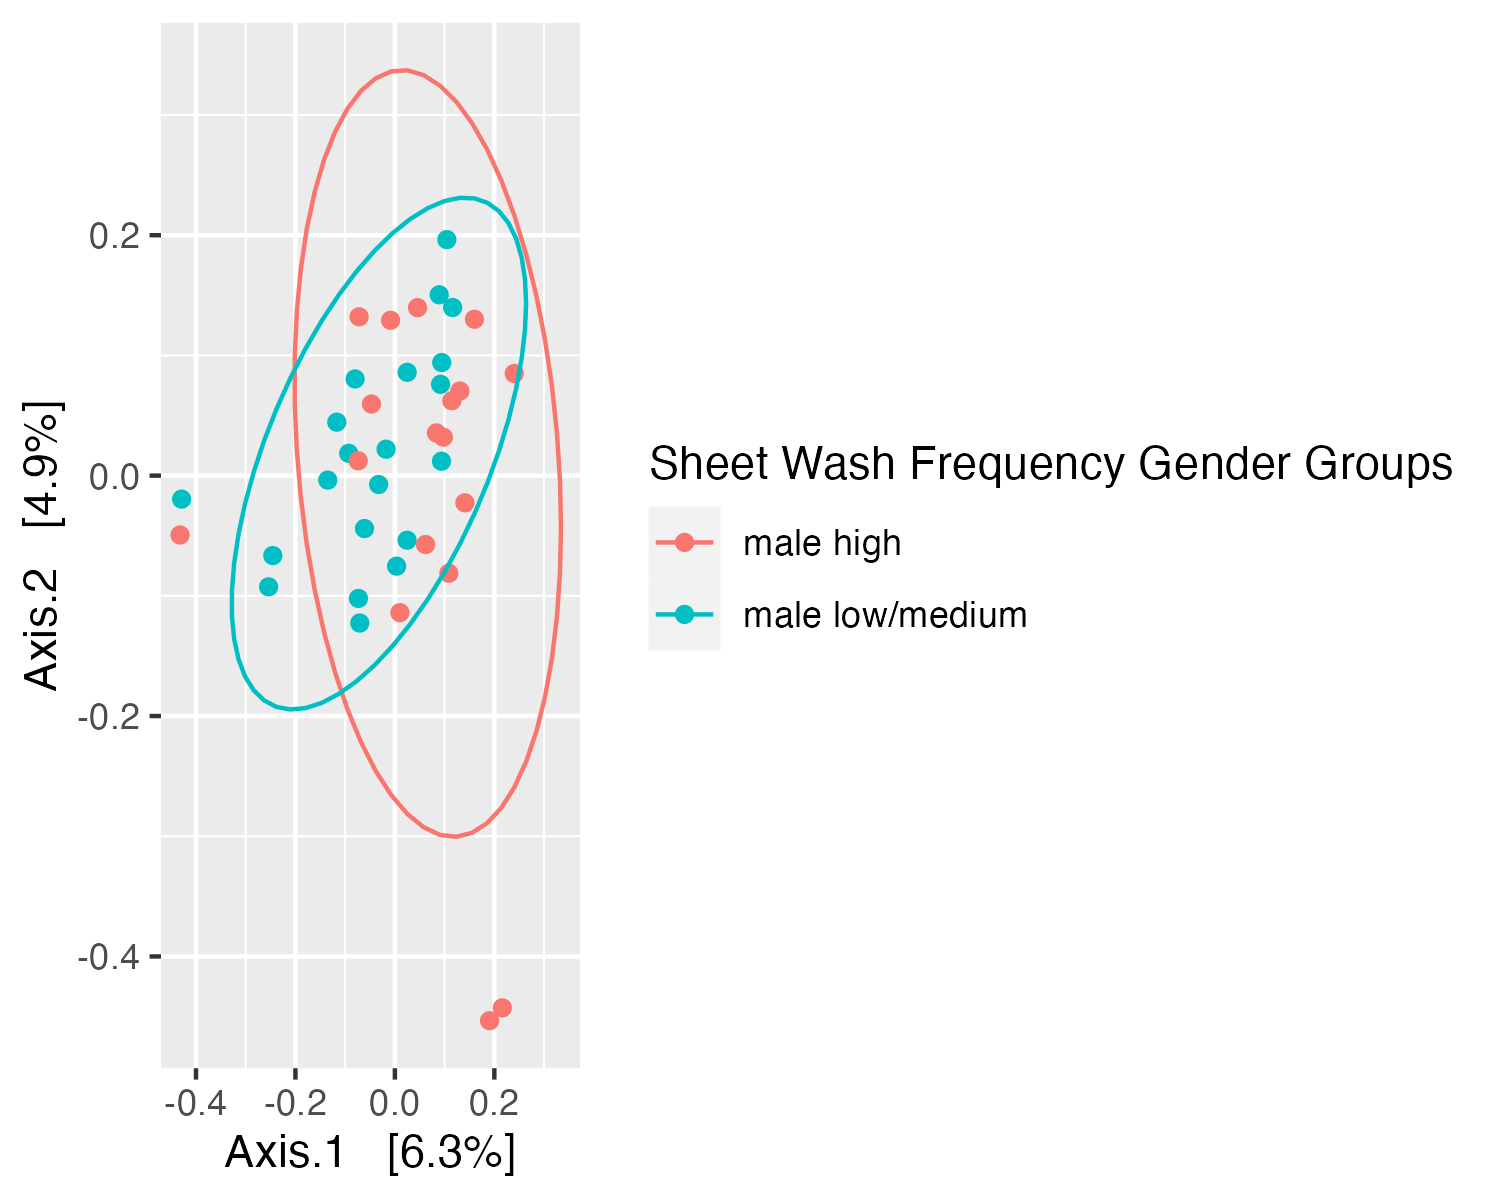 0.2
0.0
-0.2
-0.4
Axis.2 [4.9%]
-0.4 -0.2 0.0 0.2
Axis.1 [6.3%]
Sheet Wash Frequency Gender Groups
male high
male low/medium